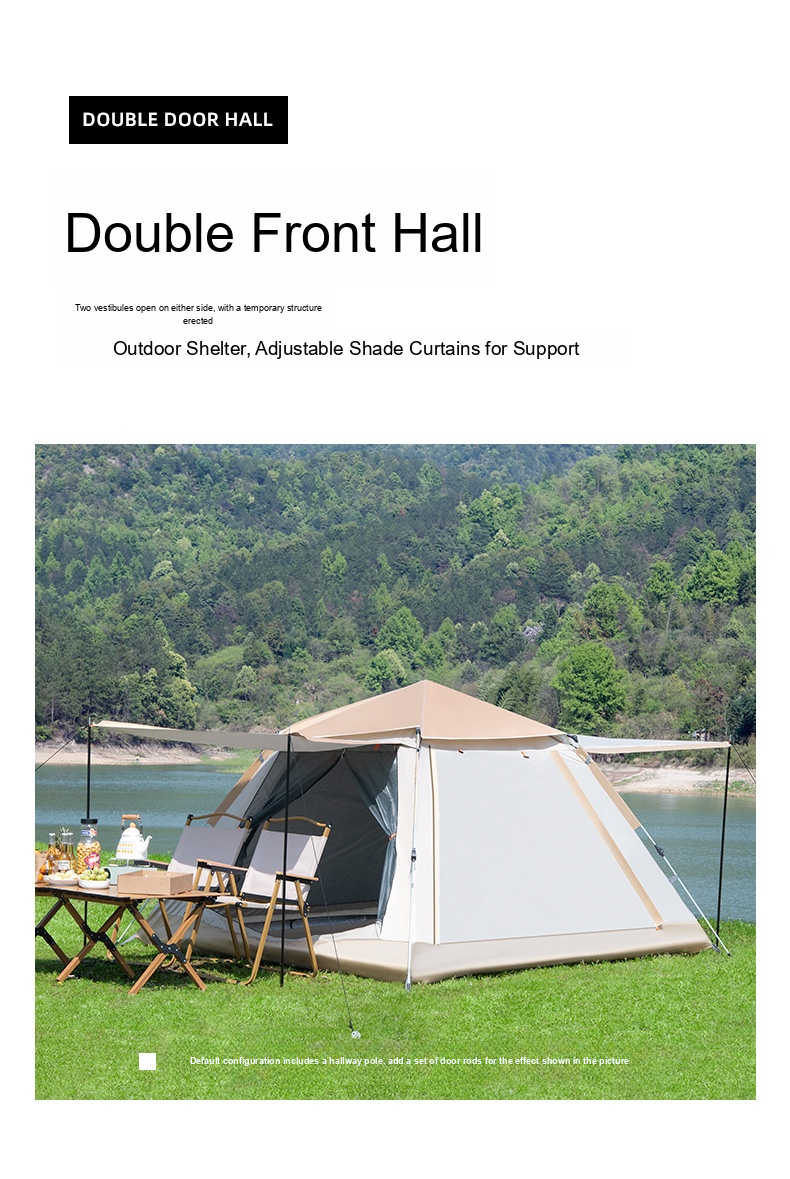 DOUBLE DOOR HALL
Double Front Hall
Two vestibules open on either side, with a temporary structure
erected
Outdoor Shelter, Adjustable Shade Curtains for Support
Default configuration includes a hallway pole, add a set of door rods for the effect shown in the picture